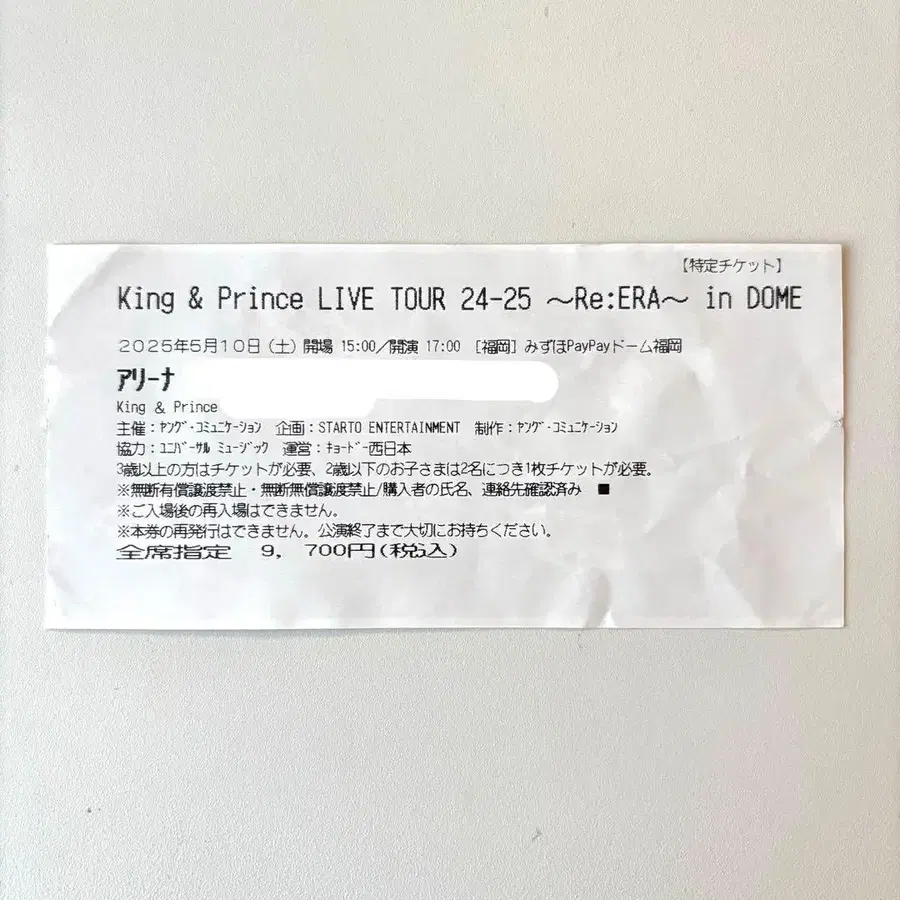 【特定チケット】
King & Prince LIVE TOUR 24-25 ～Re:ERA～ in DOME
2025年5月10日(土) 開場 15:00／開演 17:00 [福岡] みずほPayPayドーム福岡
アリーナ
King & Prince
主催：ﾔﾝｸﾞ･ｺﾐｭﾆｹｰｼｮﾝ 企画：STARTO ENTERTAINMENT 制作：ﾔﾝｸﾞ･ｺﾐｭﾆｹｰｼｮﾝ
協力：ﾕﾆﾊﾞｰｻﾙ ﾐｭｰｼﾞｯｸ 運営：ｷｮｰﾄﾞｰ西日本
3歳以上の方はチケットが必要、2歳以下のお子さまは2名につき1枚チケットが必要。
※無断有償譲渡禁止・無断無償譲渡禁止/購入者の氏名、連絡先確認済み ■
※ご入場後の再入場はできません。
※本券の再発行はできません。公演終了まで大切にお持ちください。
全席指定 9，700円(税込)